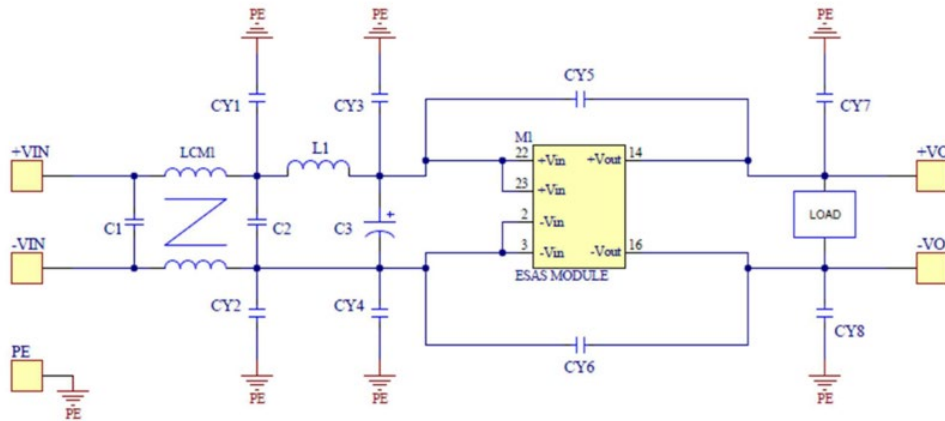 PE PE PE
CY5
CY1 CY3 CY7
M1
+VIN LCM1 L1 22 +Vin +Vout 14 +VO
23 +Vin
C1 C2 C3 + 2 -Vin LOAD
-VIN 3 -Vin -Vout 16 -VO
ESAS MODULE
CY2 CY4 CY8
PE CY6
PE PE PE PE